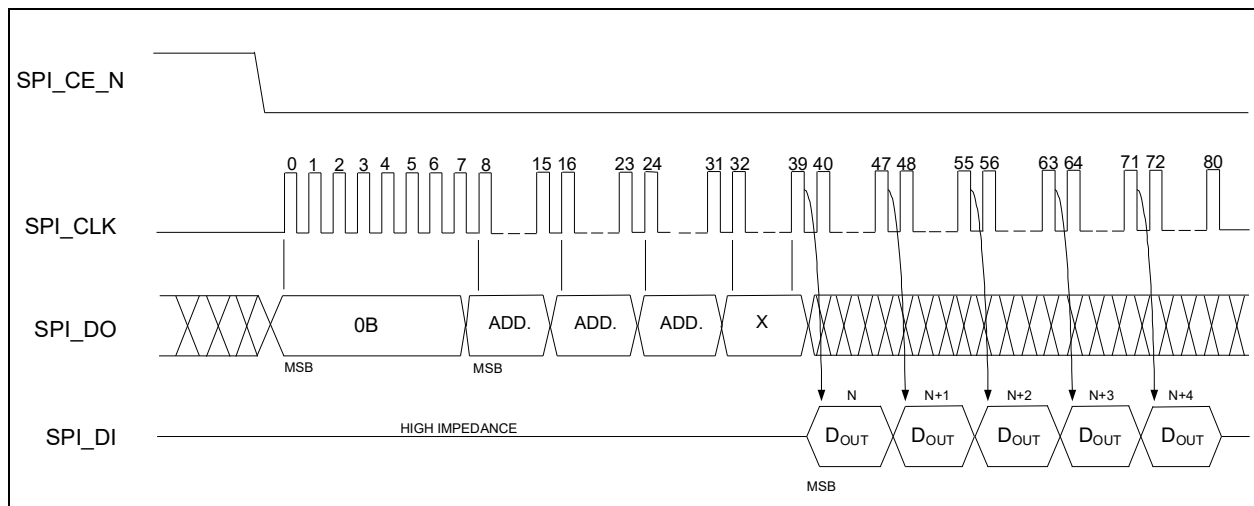 SPI_CE_N
0 1 2 3 4 5 6 7 8 15 16 23 24 31 32 39 40 47 48 55 56 63 64 71 72 80
SPI_CLK
SPI_DO
0B ADD. ADD. ADD. X
MSB MSB
N N+1 N+2 N+3 N+4
SPI_DI
HIGH IMPEDANCE
DOUT DOUT DOUT DOUT DOUT
MSB